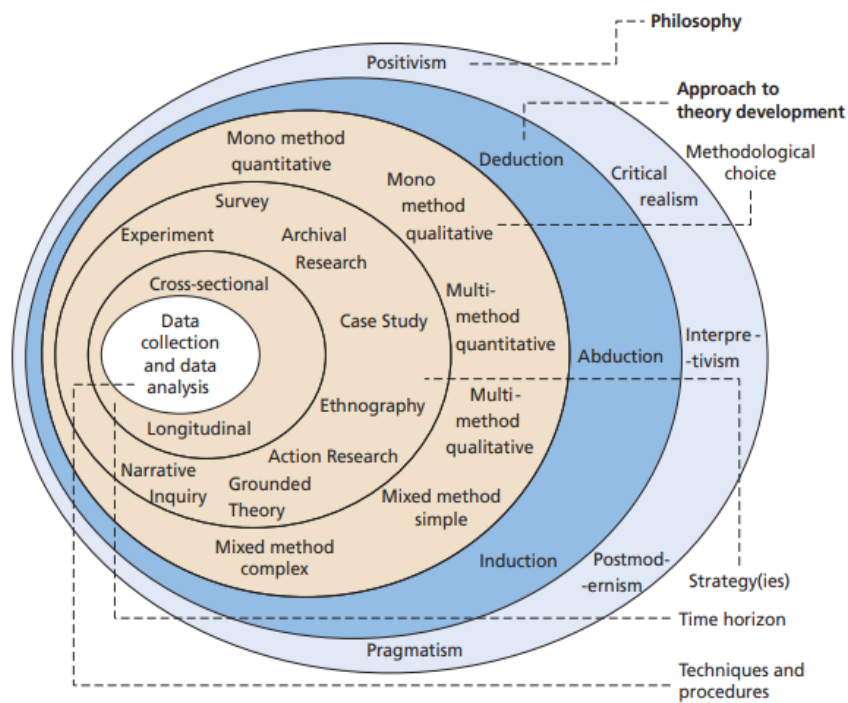 Philosophy
Positivism
Approach to
theory development
Mono method
quantitative
Deduction
Methodological
choice
Critical
realism
Mono
method
qualitative
Survey
Experiment
Archival
Research
Cross-sectional
Data
collection
and data
analysis
Case Study
Multi-
method
quantitative
Abduction
Interpre-
-tivism
Ethnography
Multi-
method
qualitative
Longitudinal
Action Research
Narrative
Inquiry
Grounded
Theory
Mixed method
simple
Mixed method
complex
Induction
Postmod-
-ernism
Strategy(ies)
Time horizon
Pragmatism
Techniques and
procedures